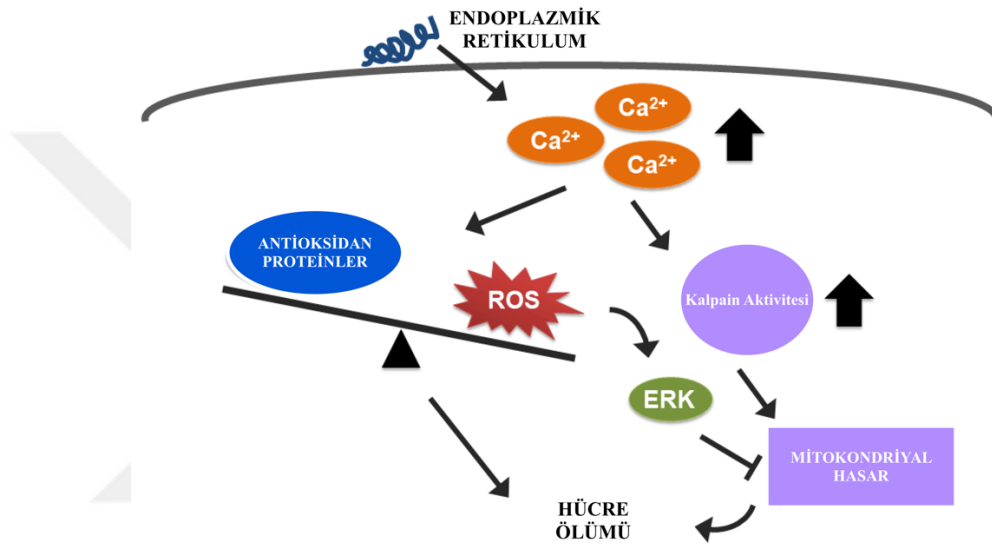 ENDOPLAZMİK
RETİKULUM
Ca²⁺
Ca²⁺
Ca²⁺
ANTİOKSİDAN
PROTEİNLER
ROS
Kalpain Aktivitesi
ERK
MİTOKONDRİYAL
HASAR
HÜCRE
ÖLÜMÜ